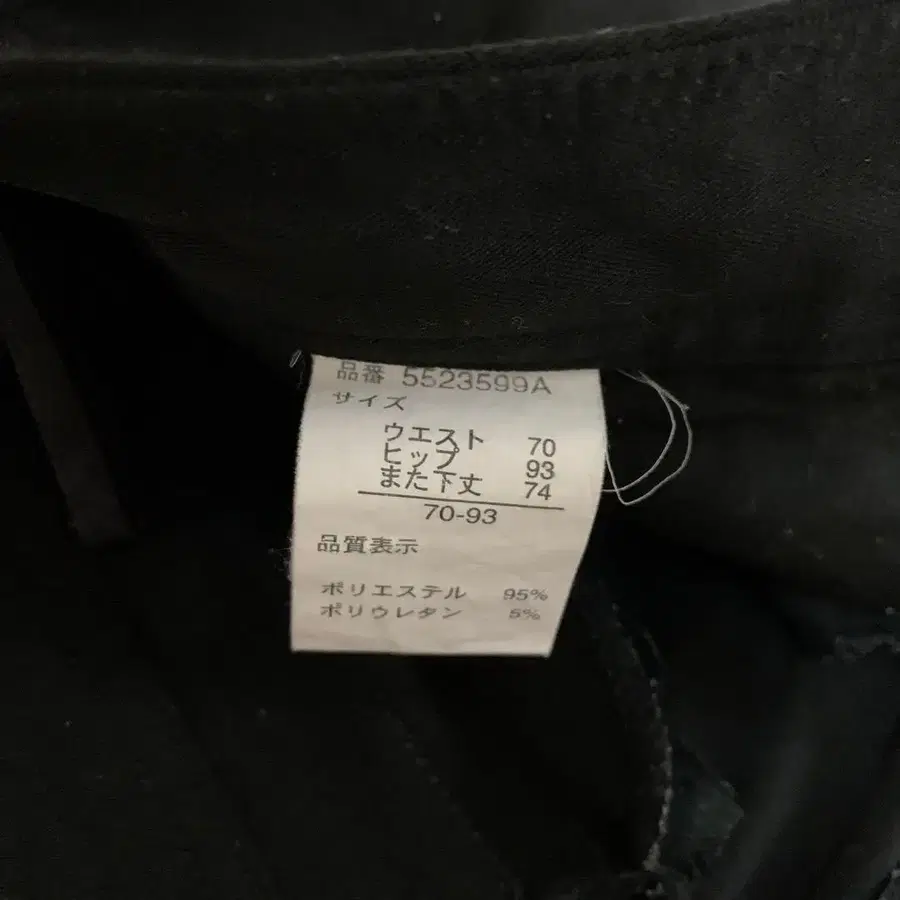 品番 5523599A
サイズ
ウエスト 70
ヒップ 93
また下丈 74
70-93
品質表示
ポリエステル 95%
ポリウレタン 5%